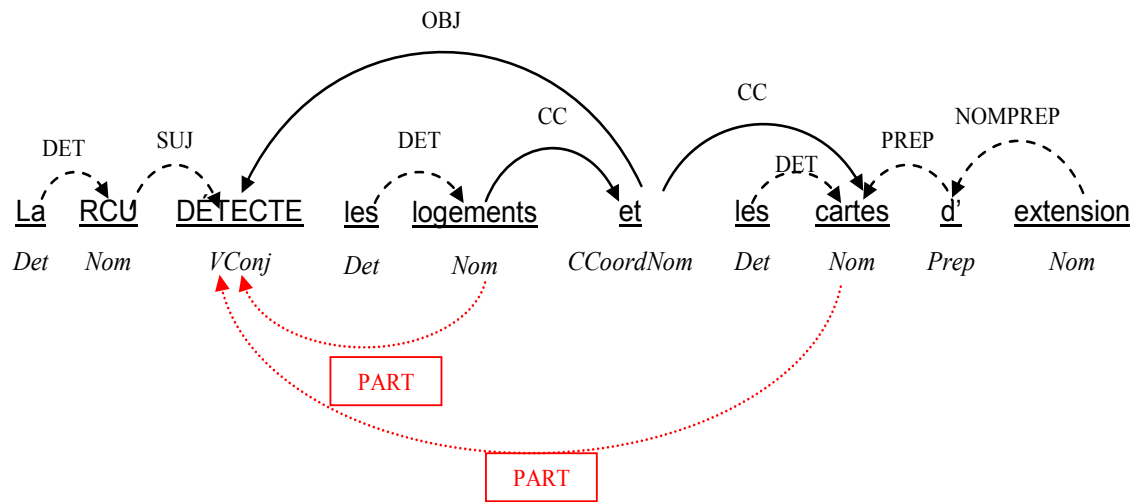 OBJ
CC
NOMPREP
PREP
SUJ
DET
DET
CC
DET
La RCU DÉTECTE les logements et les cartes d' extension
Det Nom VConj Det Nom CCoordNom Det Nom Prep Nom
PART
PART